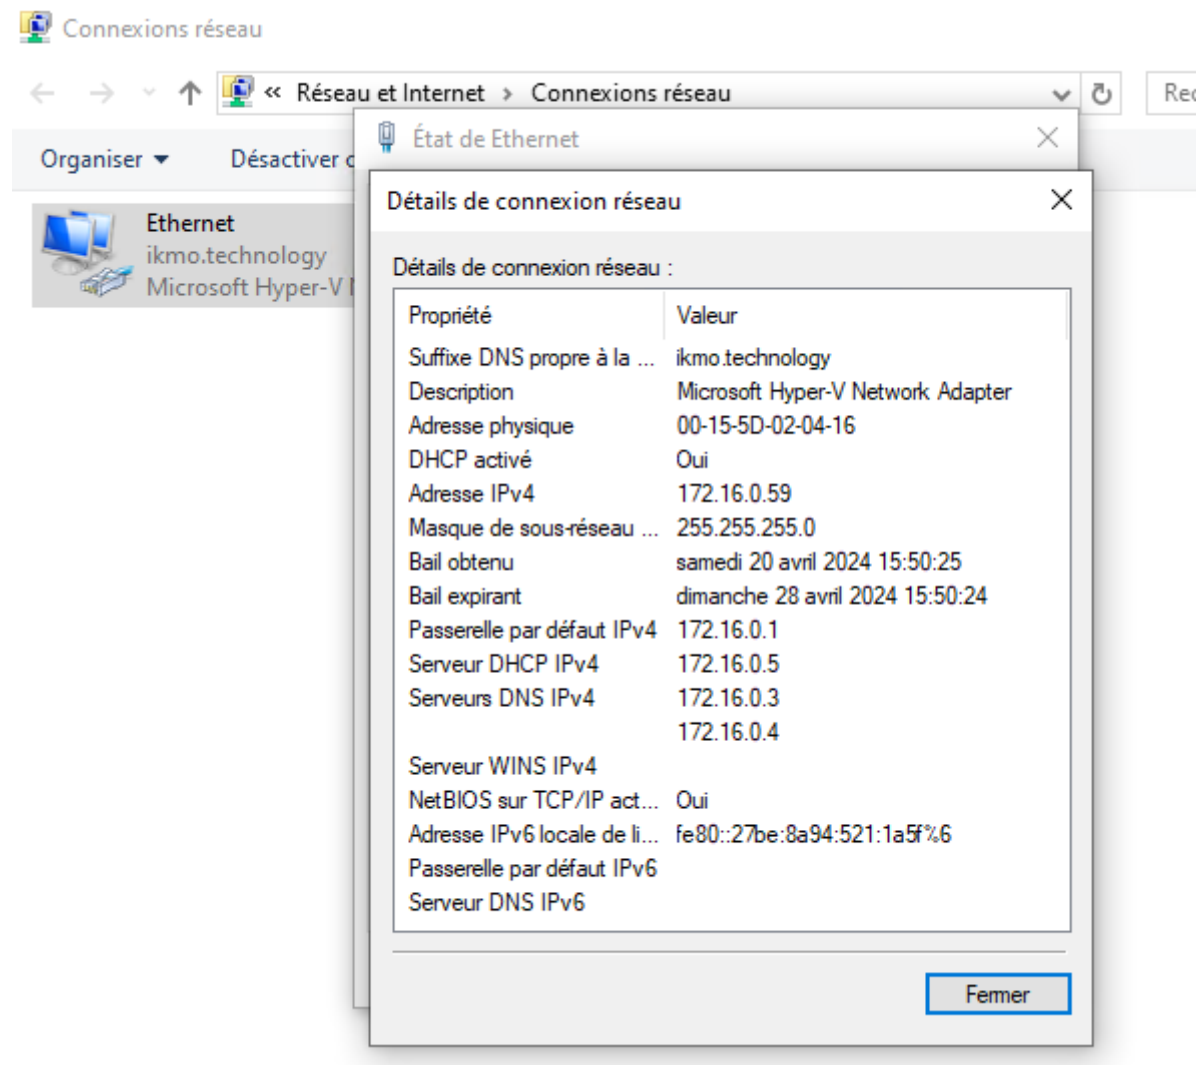 Connexions réseau
« Réseau et Internet > Connexions réseau
Rec
État de Ethernet
Organiser
Désactiver c
Détails de connexion réseau
Ethernet
ikmo.technology
Microsoft Hyper-V N
Détails de connexion réseau :
Propriété Valeur
Suffixe DNS propre à la ... ikmo.technology
Description Microsoft Hyper-V Network Adapter
Adresse physique 00-15-5D-02-04-16
DHCP activé Oui
Adresse IPv4 172.16.0.59
Masque de sous-réseau ... 255.255.255.0
Bail obtenu samedi 20 avril 2024 15:50:25
Bail expirant dimanche 28 avril 2024 15:50:24
Passerelle par défaut IPv4 172.16.0.1
Serveur DHCP IPv4 172.16.0.5
Serveurs DNS IPv4 172.16.0.3
172.16.0.4
Serveur WINS IPv4
NetBIOS sur TCP/IP act... Oui
Adresse IPv6 locale de li... fe80::27be:8a94:521:1a5f%6
Passerelle par défaut IPv6
Serveur DNS IPv6
Fermer